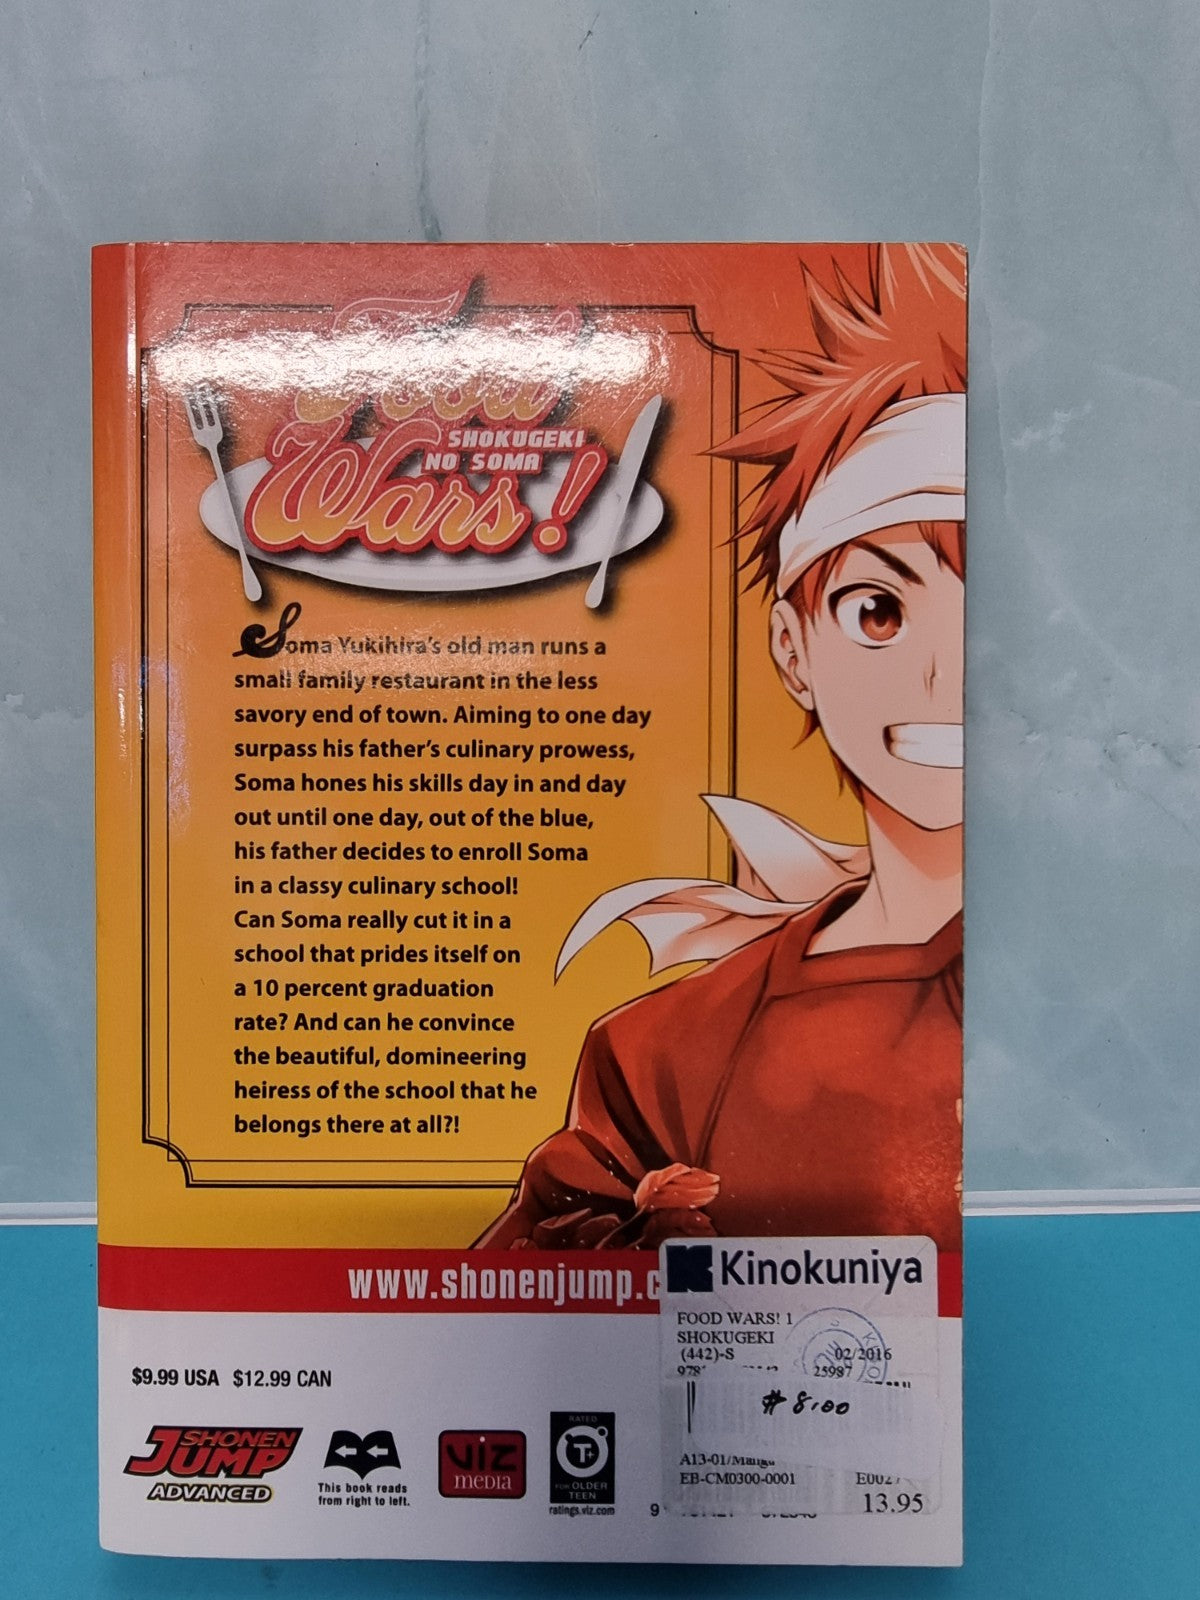 Food
Wars!
SHOKUGEKI
NO SOMA
Soma Yukihira's old man runs a
small family restaurant in the less
savory end of town. Aiming to one day
surpass his father's culinary prowess,
Soma hones his skills day in and day
out until one day, out of the blue,
his father decides to enroll Soma
in a classy culinary school!
Can Soma really cut it in a
school that prides itself on
a 10 percent graduation
rate? And can he convince
the beautiful, domineering
heiress of the school that he
belongs there at all?!
www.shonenjump.c
Kinokuniya
FOOD WARS! 1
SHOKUGEKI
(442)-S 02/2016
25987
8.00
A13-01/Manga
EB-CM0300-0001
13.95
$9.99 USA $12.99 CAN
SHONEN
JUMP
ADVANCED
This book reads
from right to left.
VIZ
media
RATED
T+
FOR OLDER
TEEN
ratings.viz.com
9